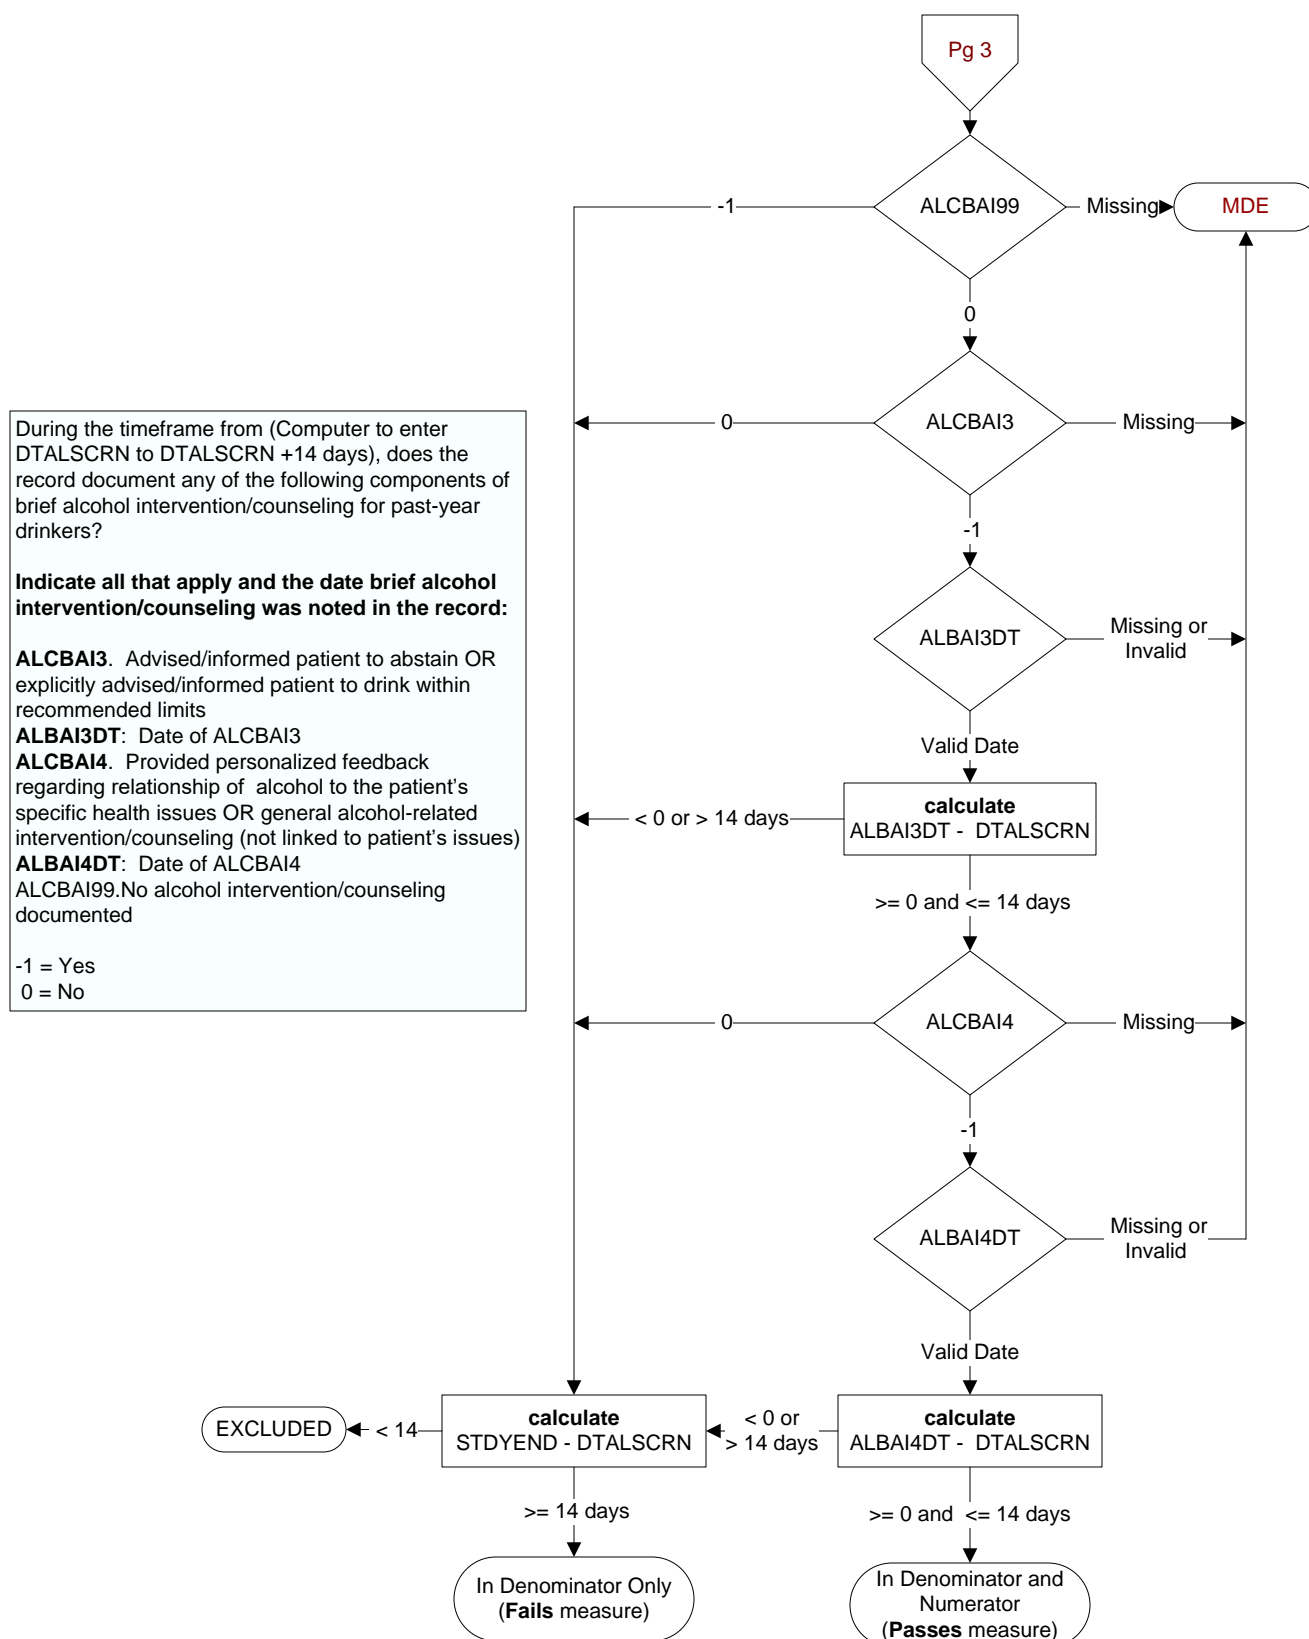 Pg 3
ALCBAI99
-1
Missing
MDE
0
ALCBAI3
0
Missing
-1
During the timeframe from (Computer to enter
DTALSCRN to DTALSCRN +14 days), does the
record document any of the following components of
brief alcohol intervention/counseling for past-year
drinkers?
Indicate all that apply and the date brief alcohol
intervention/counseling was noted in the record:
ALCBAI3.  Advised/informed patient to abstain OR
explicitly advised/informed patient to drink within
recommended limits
ALBAI3DT:  Date of ALCBAI3
ALCBAI4.  Provided personalized feedback
regarding relationship of  alcohol to the patient's
specific health issues OR general alcohol-related
intervention/counseling (not linked to patient's issues)
ALBAI4DT:  Date of ALCBAI4
ALCBAI99.No alcohol intervention/counseling
documented
-1 = Yes
0 = No
ALBAI3DT
Missing or
Invalid
Valid Date
calculate
ALBAI3DT -  DTALSCRN
< 0 or > 14 days
>= 0 and <= 14 days
ALCBAI4
0
Missing
-1
ALBAI4DT
Missing or
Invalid
Valid Date
calculate
ALBAI4DT -  DTALSCRN
< 0 or
> 14 days
calculate
STDYEND - DTALSCRN
< 14
EXCLUDED
>= 14 days
>= 0 and  <= 14 days
In Denominator Only
(Fails measure)
In Denominator and
Numerator
(Passes measure)